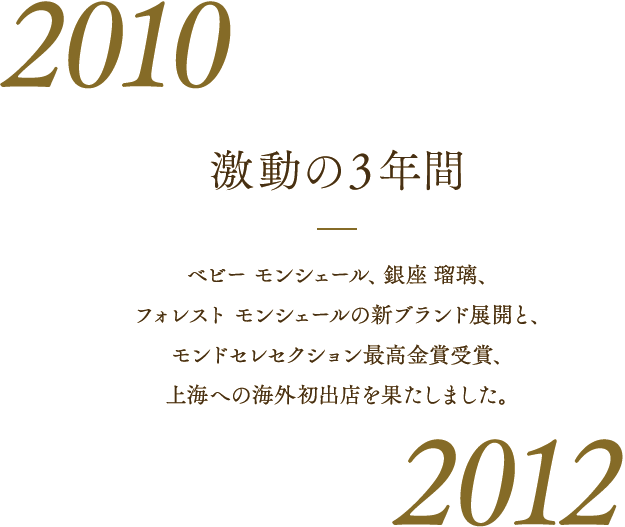 2010
激動の3年間
ベビー モンシェール、銀座 瑠璃、
フォレスト モンシェールの新ブランド展開と、
モンドセレセクション最高金賞受賞、
上海への海外初出店を果たしました。
2012